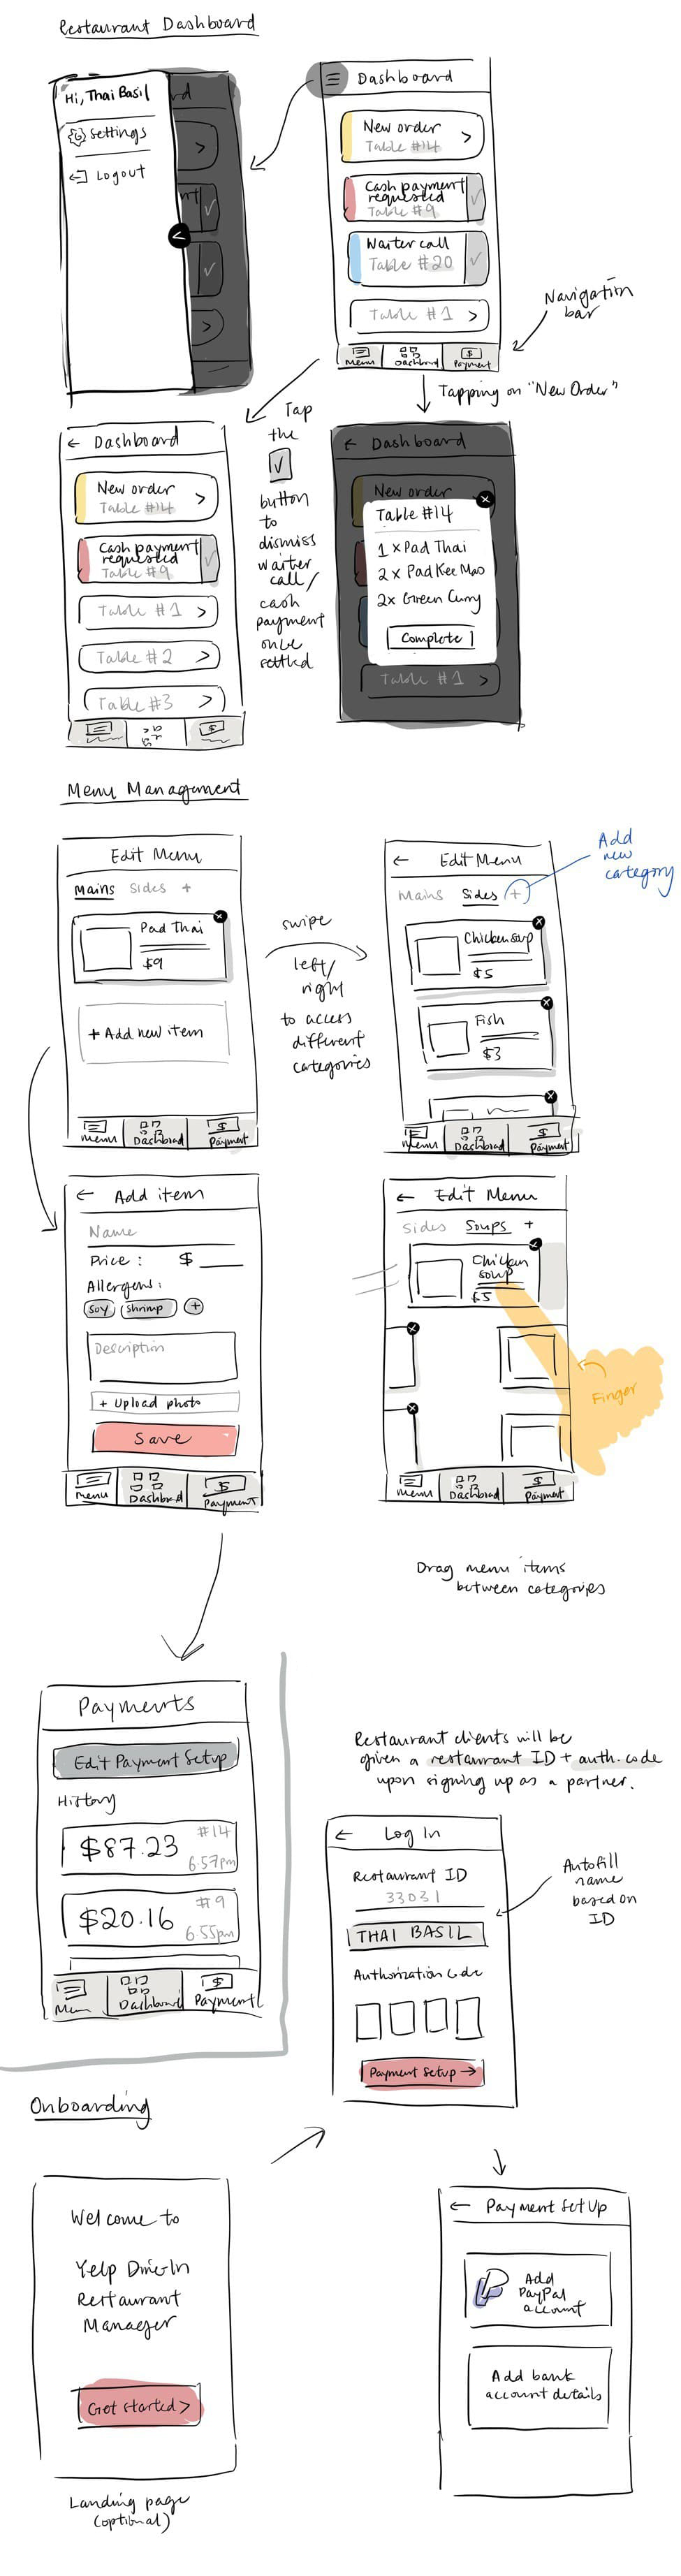 Restaurant Dashboard
Hi, Thai Basil
Settings
Logout
rd
nt
Dashboard
New order
Table #14
Cash payment
requested
Table #9
Waiter call
Table #20
Table #1
Menu
Dashboard
Payment
Navigation
bar
Tapping on "New Order"
Tap
the
button
to
dismiss
waiter
call/
cash
payment
once
settled
Dashboard
New order
Table #14
Cash payment
requested
Table #9
Table #1
Table #2
Table #3
Dashboard
New order
Table #14
1 x Pad Thai
2 x Pad Kee Mao
2x Green Curry
Complete
Table #1
Menu Management
Edit Menu
Mains Sides +
Pad Thai
$9
+ Add new item
Menu
Dashboard
Payment
swipe
left/
right
to access
different
categories
Edit Menu
Mains Sides +
Add
new
category
Chicken soup
$5
Fish
$3
Menu
Dashboard
Payment
Add item
Name
Price : $
Allergens :
soy
shrimp
+
Description
+ Upload photo
Save
Menu
Dashboard
Payment
Edit Menu
Sides Soups +
Chicken
soup
$5
Finger
Menu
Dashboard
Payment
Drag menu items
between categories
Payments
Edit Payment Setup
History
$87.23
#14
6:57pm
$20.16
#9
6:55pm
Menu
Dashboard
Payment
Restaurant clients will be
given a restaurant ID + auth. code
upon signing up as a partner.
Log In
Restaurant ID
33031
THAI BASIL
Authorization Code
Payment Setup →
Autofill
name
based on
ID
Onboarding
Welcome to
Yelp Dine-In
Restaurant
Manager
Get started >
Landing page
(optional)
Payment Set Up
Add
PayPal
account
Add bank
account details